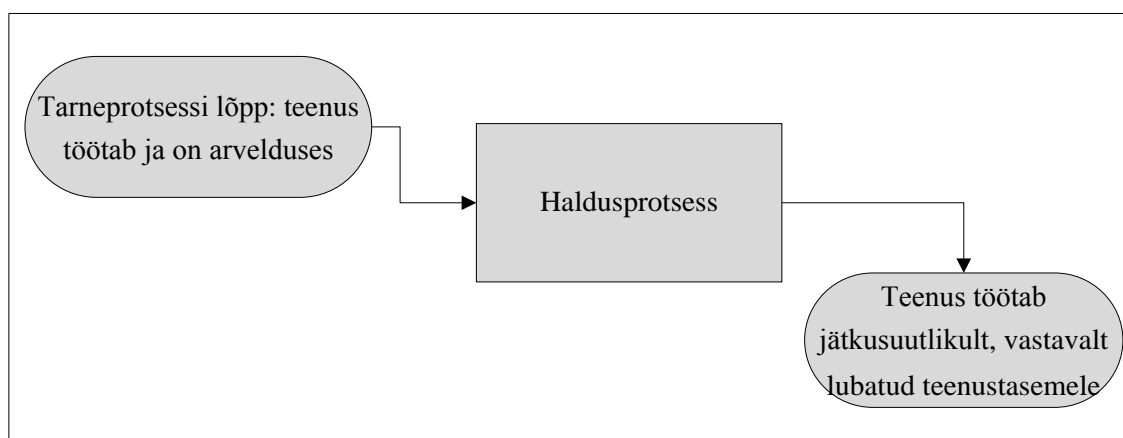 Tarneprotsessi lõpp: teenus
töötab ja on arvelduses
Haldusprotsess
Teenus töötab
jätkusuutlikult, vastavalt
lubatud teenustasemele